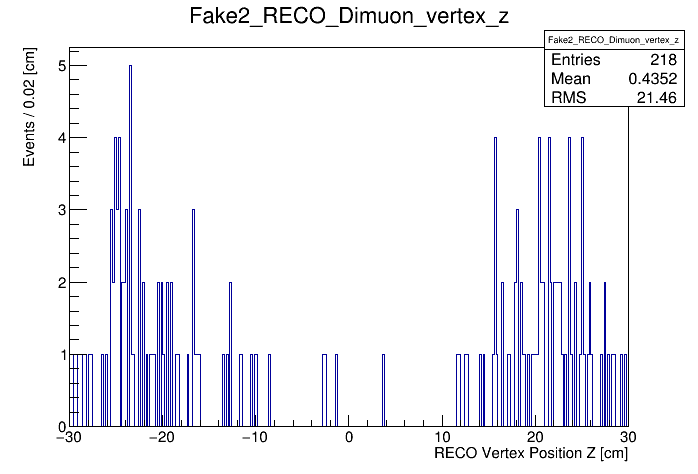 Fake2_RECO_Dimuon_vertex_z
Fake2_RECO_Dimuon_vertex_z
Entries 218
Mean 0.4352
RMS 21.46
Events / 0.02 [cm]
5
4
3
2
1
0
−30 −20 −10 0 10 20 30
RECO Vertex Position Z [cm]